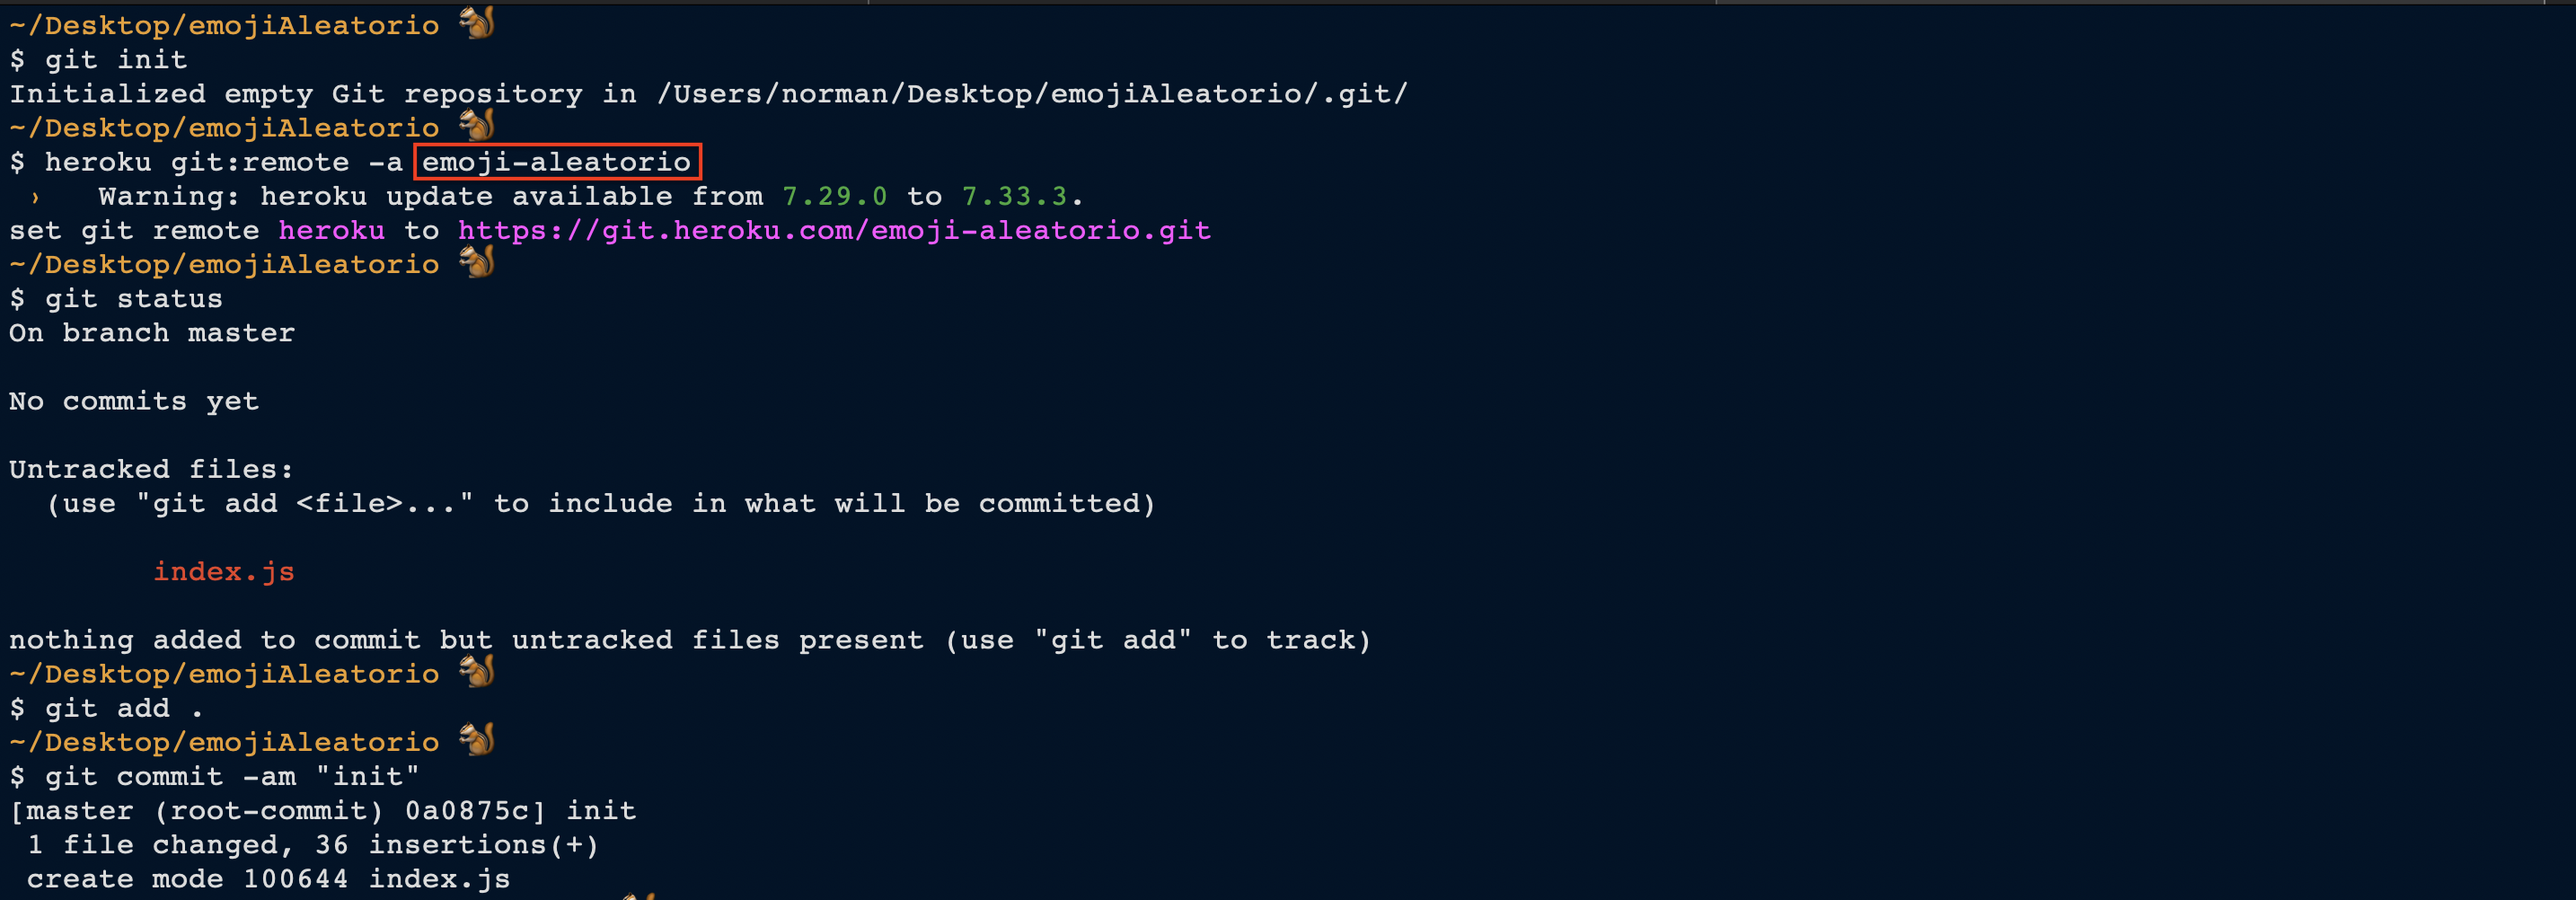 ~/Desktop/emojiAleatorio 🐿️
$ git init
Initialized empty Git repository in /Users/norman/Desktop/emojiAleatorio/.git/
~/Desktop/emojiAleatorio 🐿️
$ heroku git:remote -a emoji-aleatorio
 ›   Warning: heroku update available from 7.29.0 to 7.33.3.
set git remote heroku to https://git.heroku.com/emoji-aleatorio.git
~/Desktop/emojiAleatorio 🐿️
$ git status
On branch master

No commits yet

Untracked files:
  (use "git add <file>..." to include in what will be committed)

        index.js

nothing added to commit but untracked files present (use "git add" to track)
~/Desktop/emojiAleatorio 🐿️
$ git add .
~/Desktop/emojiAleatorio 🐿️
$ git commit -am "init"
[master (root-commit) 0a0875c] init
 1 file changed, 36 insertions(+)
 create mode 100644 index.js